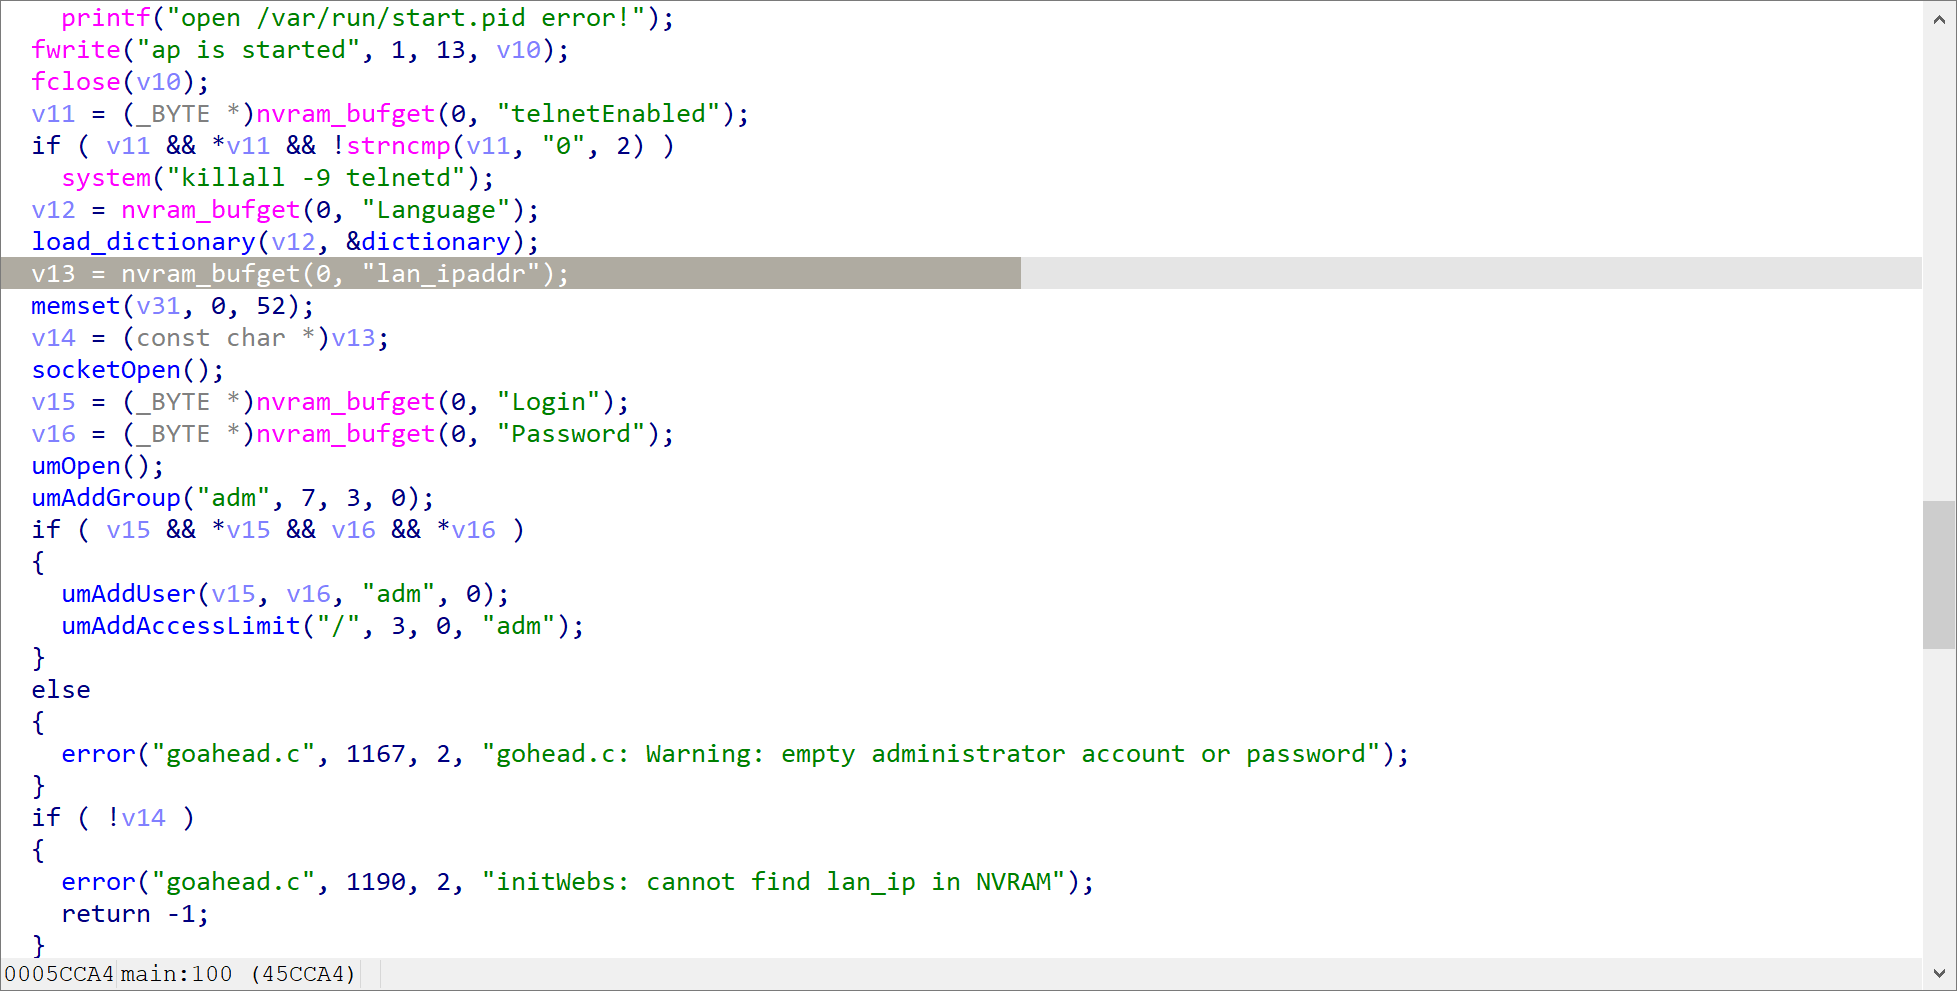 printf("open /var/run/start.pid error!");
fwrite("ap is started", 1, 13, v10);
fclose(v10);
v11 = (_BYTE *)nvram_bufget(0, "telnetEnabled");
if ( v11 && *v11 && !strncmp(v11, "0", 2) )
system("killall -9 telnetd");
v12 = nvram_bufget(0, "Language");
load_dictionary(v12, &dictionary);
v13 = nvram_bufget(0, "lan_ipaddr");
memset(v31, 0, 52);
v14 = (const char *)v13;
socketOpen();
v15 = (_BYTE *)nvram_bufget(0, "Login");
v16 = (_BYTE *)nvram_bufget(0, "Password");
umOpen();
umAddGroup("adm", 7, 3, 0);
if ( v15 && *v15 && v16 && *v16 )
{
umAddUser(v15, v16, "adm", 0);
umAddAccessLimit("/", 3, 0, "adm");
}
else
{
error("goahead.c", 1167, 2, "gohead.c: Warning: empty administrator account or password");
}
if ( !v14 )
{
error("goahead.c", 1190, 2, "initWebs: cannot find lan_ip in NVRAM");
return -1;
}
0005CCA4 main:100 (45CCA4)